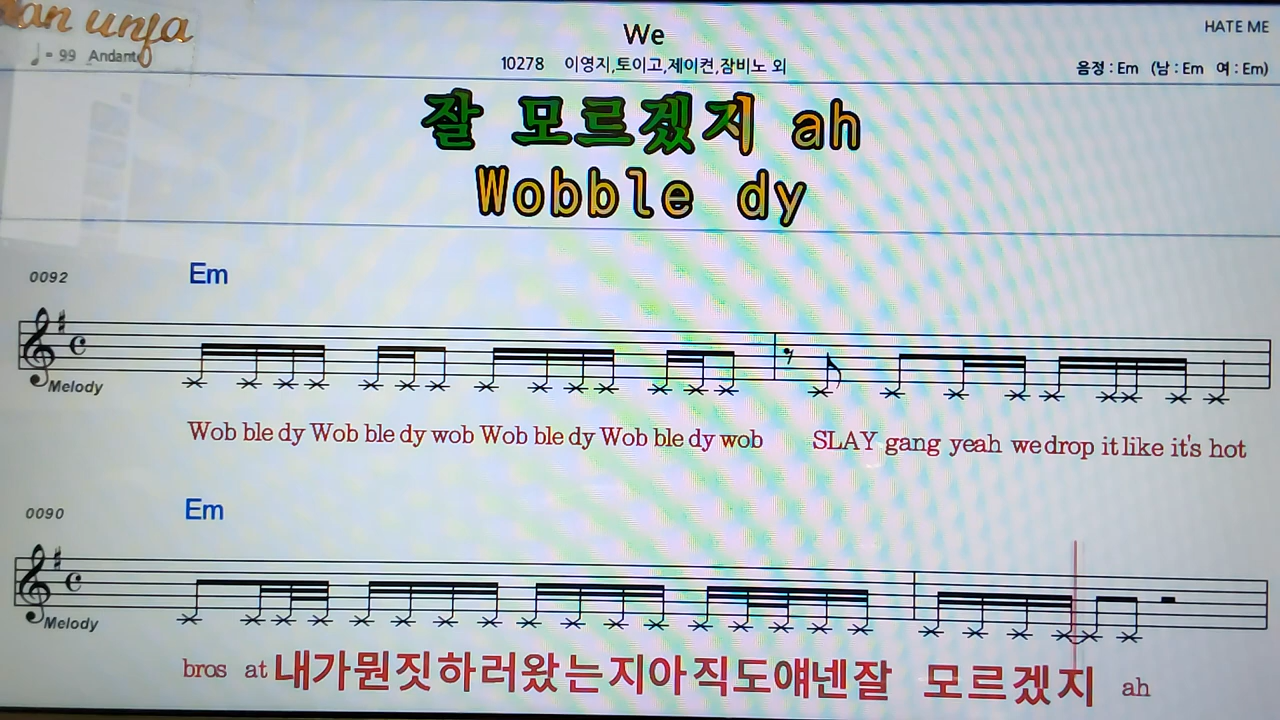 an unfa
♩= 99 Andante
We
HATE ME
10278 이영지,토이고,제이켠,잠비노 외
음정 : Em (남 : Em 여 : Em)
잘 모르겠지 ah
Wobble dy
0092 Em
Melody
Wob ble dy Wob ble dy wob Wob ble dy Wob ble dy wob SLAY gang yeah we drop it like it's hot
0090 Em
Melody
bros at 내가뭔짓하러왔는지아직도얘넨잘 모르겠지 ah